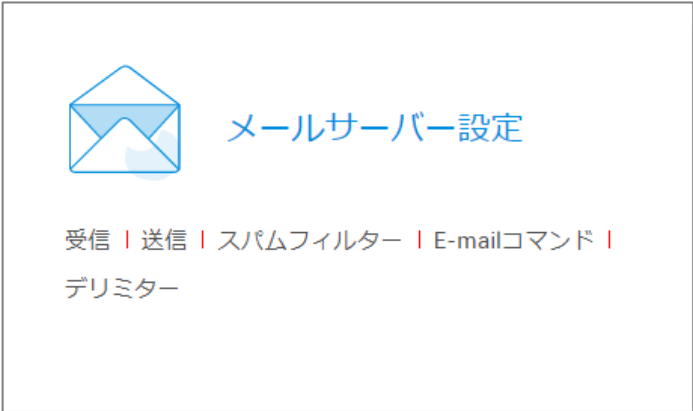 メールサーバー設定
受信 | 送信 | スパムフィルター | E-mailコマンド |
デリミター